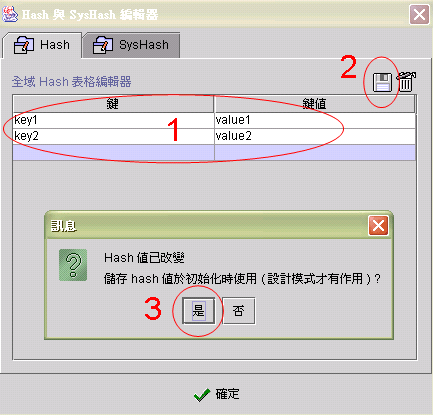 Hash 與 SysHash 編輯器
Hash SysHash
2
全域 Hash 表格編輯器
鍵 鍵值
key1 value1
key2 value2
1
訊息
Hash 值已改變
儲存 hash 值於初始化時使用 ( 設計模式才有作用 ) ?
3 是 否
確定